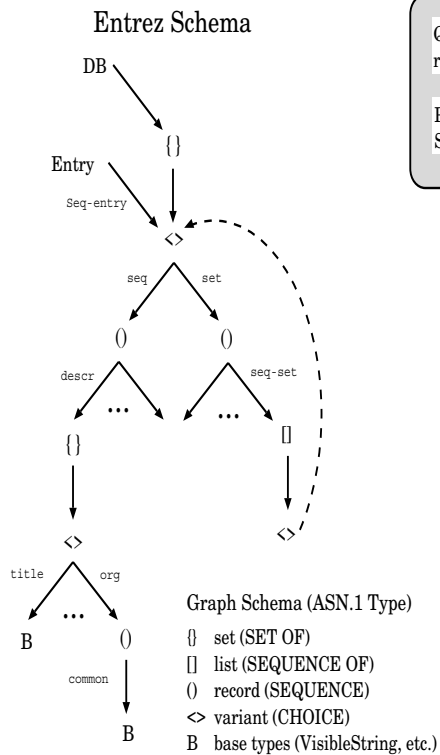 Entrez Schema
DB
{}
Entry
Seq-entry
<>
seq set
() ()
descr seq-set
... ...
{} []
<> <>
title org
...
B ()
common
B
Graph Schema (ASN.1 Type)
{} set (SET OF)
[] list (SEQUENCE OF)
() record (SEQUENCE)
<> variant (CHOICE)
B base types (VisibleString, etc.)